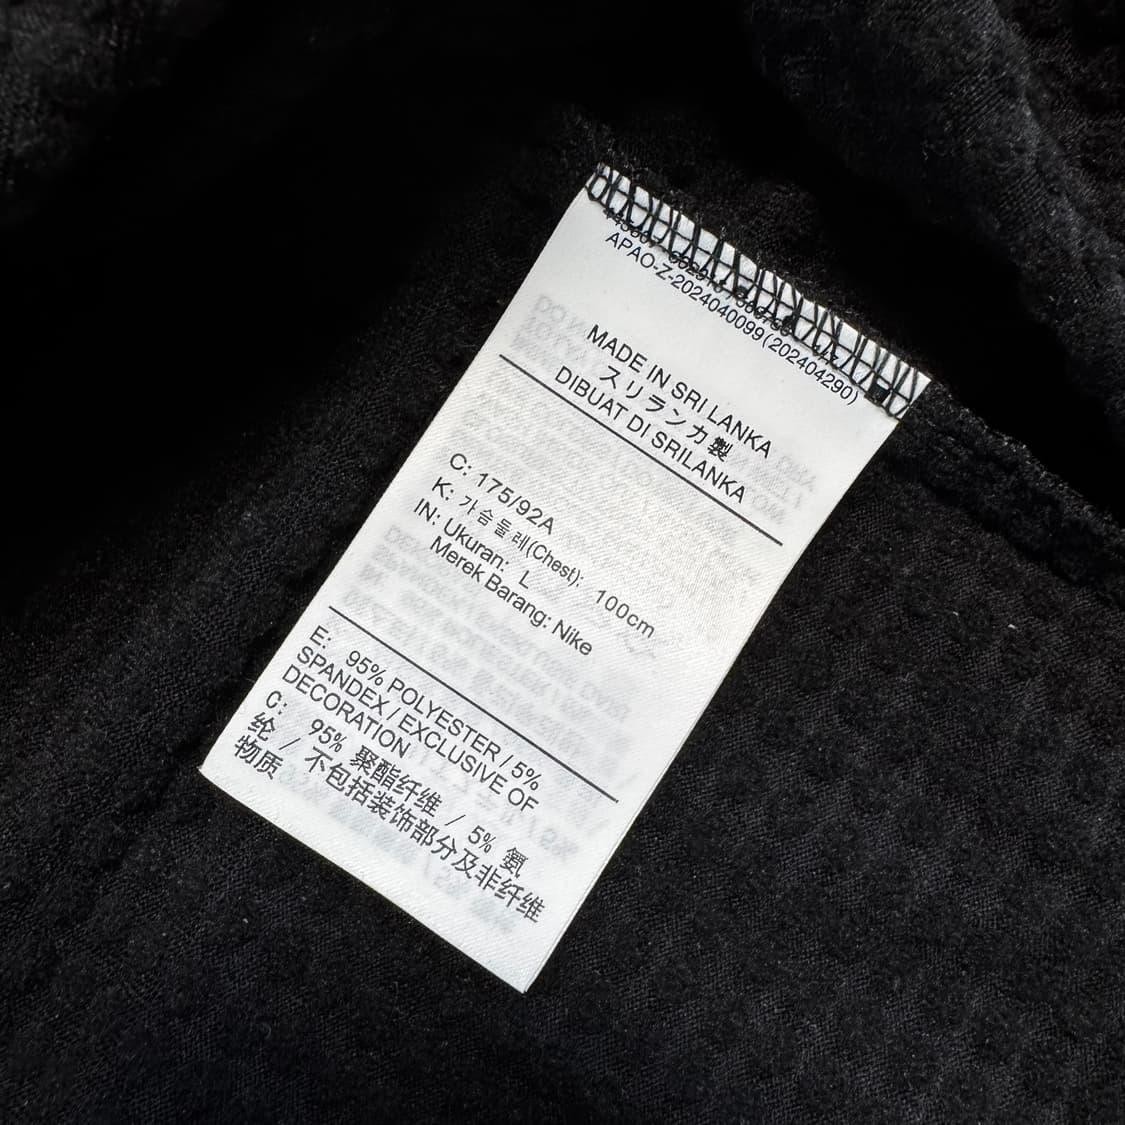 APAO-Z-2024040099(202404290)
MADE IN SRI LANKA
スリランカ製
DIBUAT DI SRILANKA
C: 175/92A
K: 가슴둘레(Chest): 100cm
IN: Ukuran: L
Merek Barang: Nike
E: 95% POLYESTER / 5%
SPANDEX / EXCLUSIVE OF
DECORATION
C: 95% 聚酯纤维 / 5% 氨
纶 / 不包括装饰部分及非纤维
物质